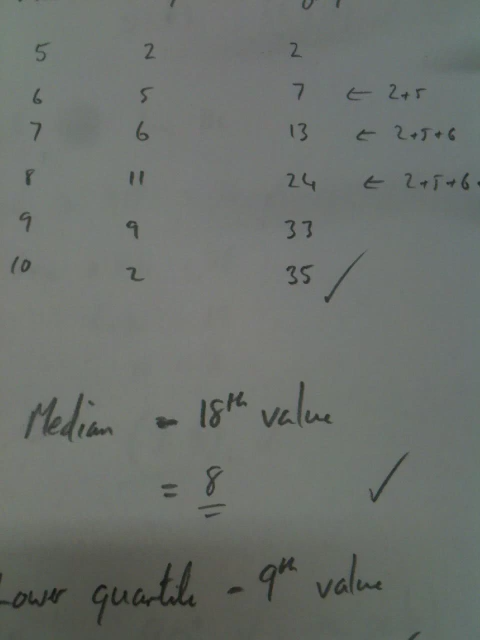 5 2 2
6 5 7 ← 2+5
7 6 13 ← 2+5+6
8 11 24 ← 2+5+6+
9 9 33
10 2 35 ✓
Median - 18th value
= 8 ✓
Lower quartile - 9th value